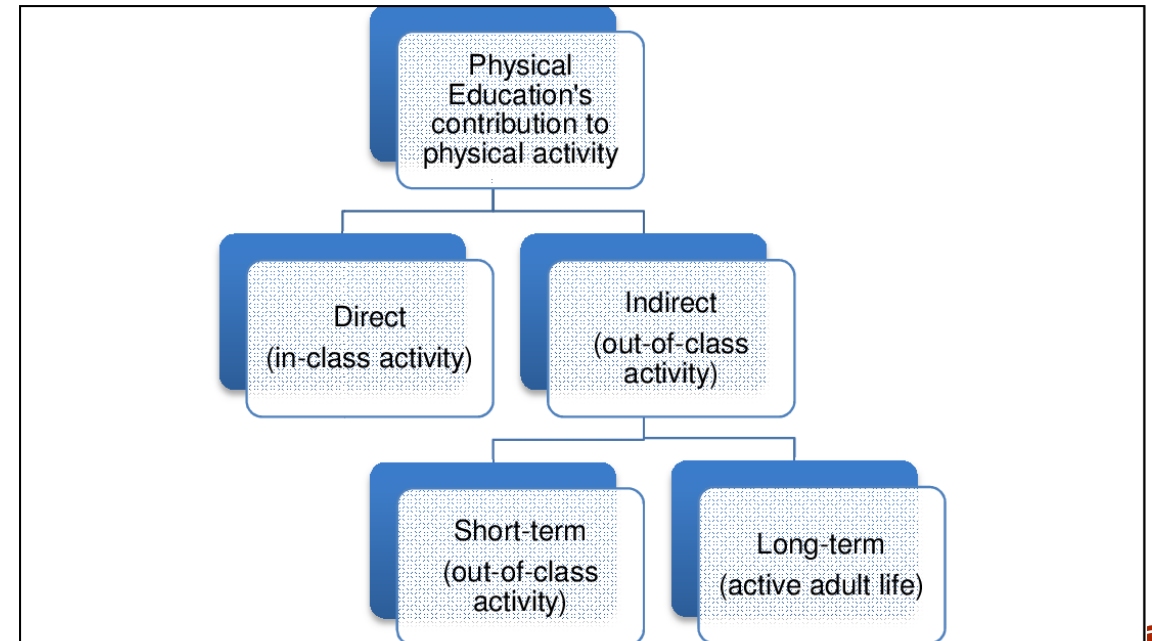 Physical
Education's
contribution to
physical activity
Direct
(in-class activity)
Indirect
(out-of-class
activity)
Short-term
(out-of-class
activity)
Long-term
(active adult life)